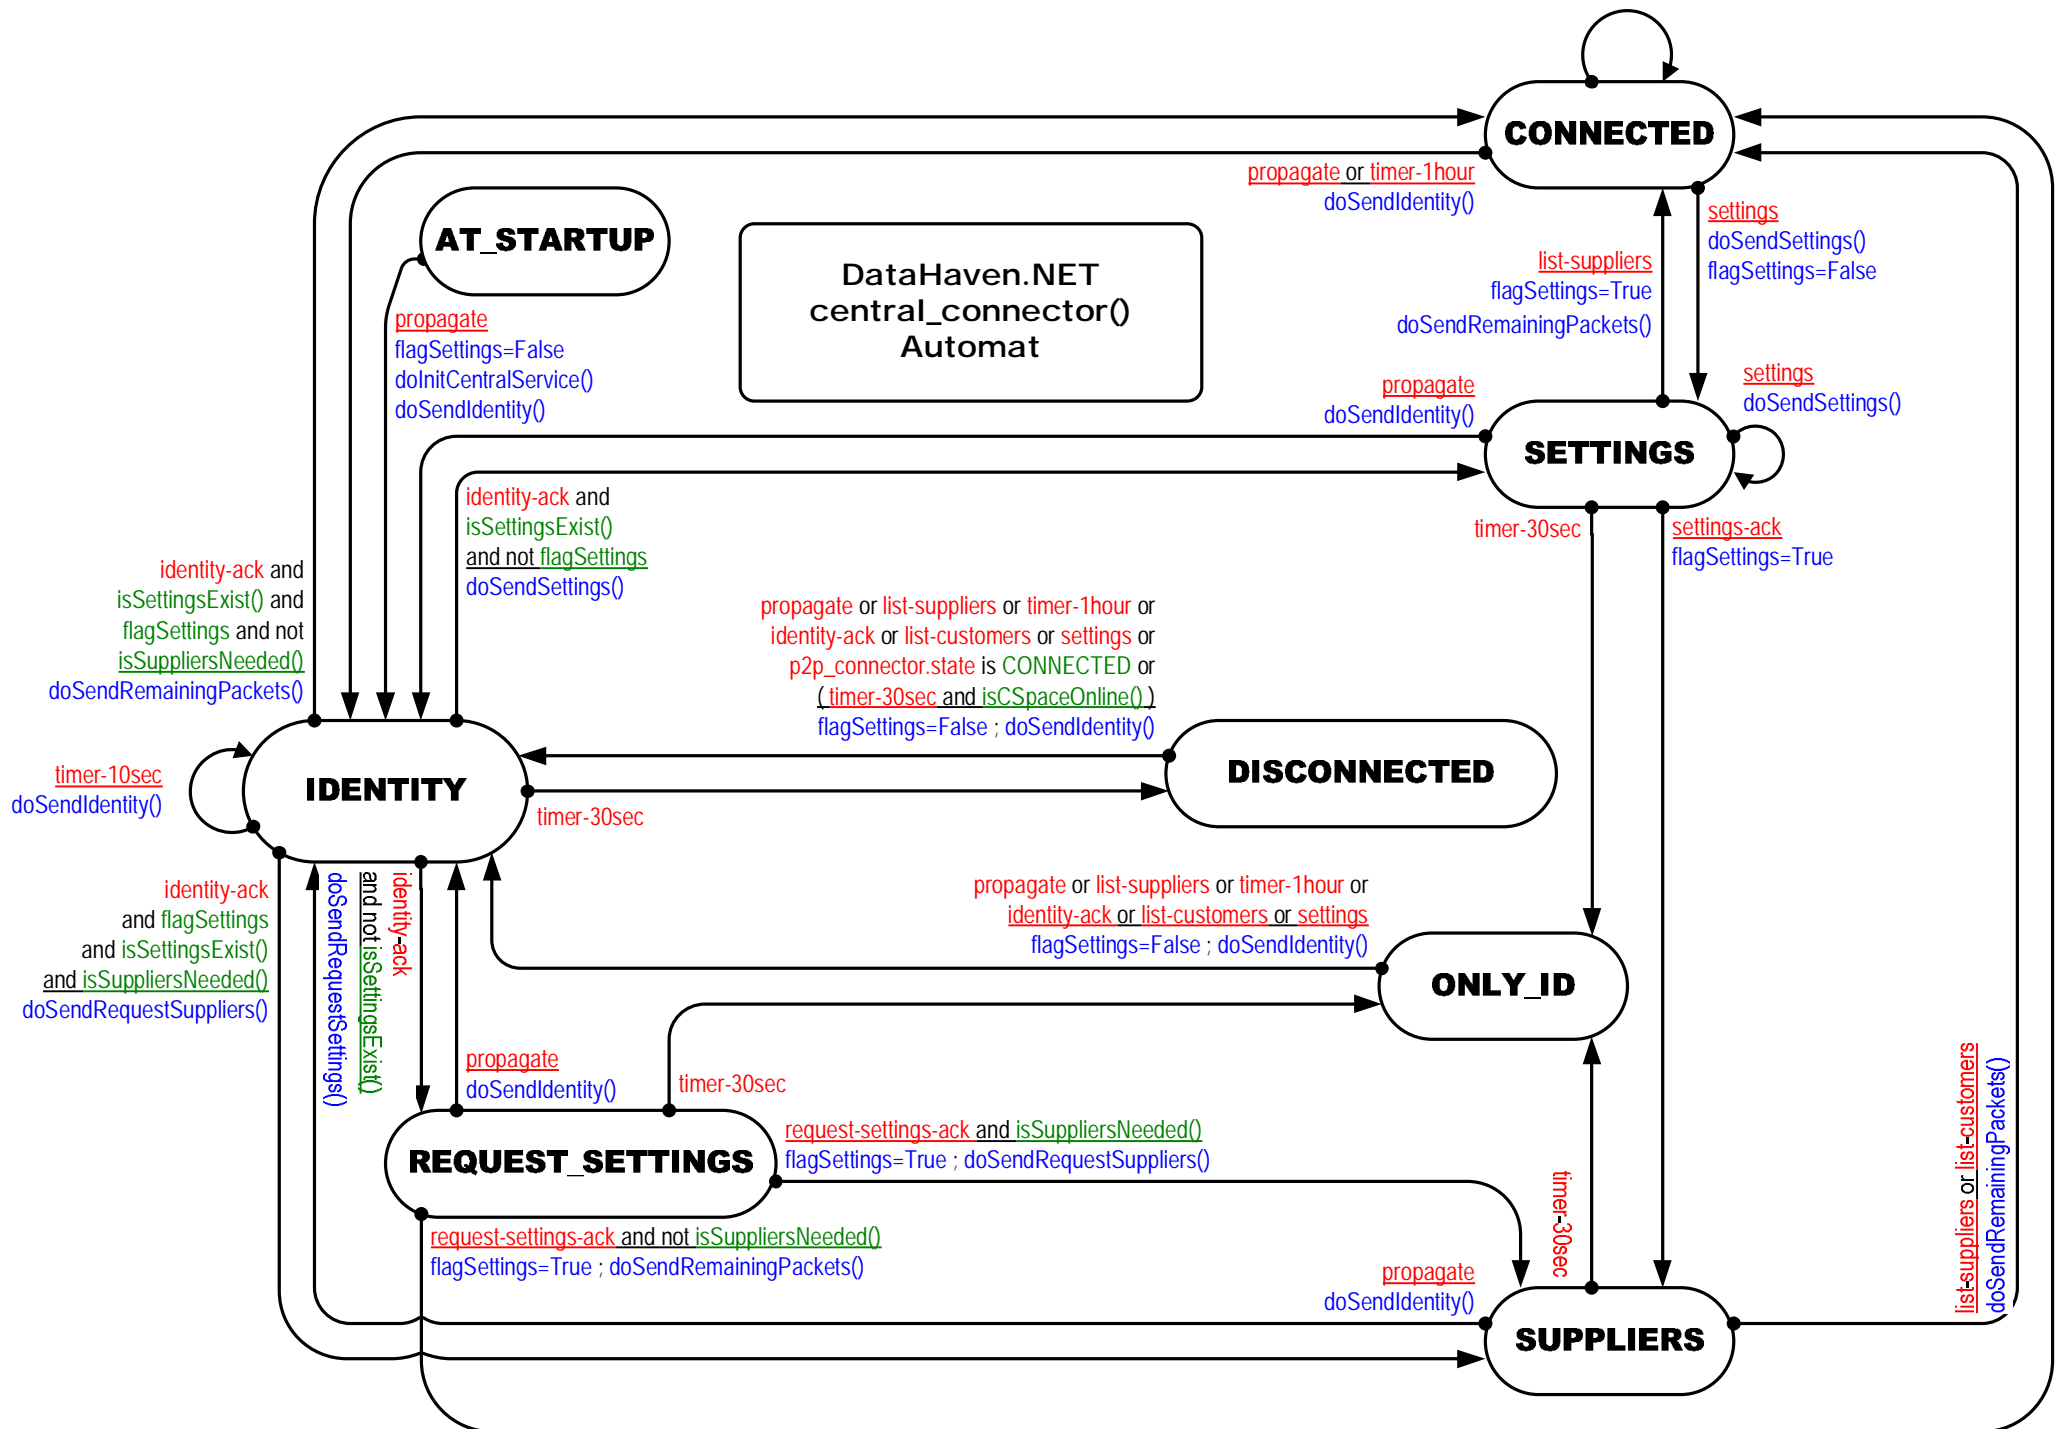 CONNECTED
propagate or timer-1hour
doSendIdentity()
settings
doSendSettings()
flagSettings=False
AT_STARTUP
DataHaven.NET
central_connector()
Automat
list-suppliers
flagSettings=True
doSendRemainingPackets()
propagate
flagSettings=False
doInitCentralService()
doSendIdentity()
propagate
doSendIdentity()
settings
doSendSettings()
SETTINGS
identity-ack and
isSettingsExist()
and not flagSettings
doSendSettings()
timer-30sec
settings-ack
flagSettings=True
identity-ack and
isSettingsExist() and
flagSettings and not
isSuppliersNeeded()
doSendRemainingPackets()
propagate or list-suppliers or timer-1hour or
identity-ack or list-customers or settings or
p2p_connector.state is CONNECTED or
( timer-30sec and isCSpaceOnline() )
flagSettings=False ; doSendIdentity()
timer-10sec
doSendIdentity()
IDENTITY
DISCONNECTED
timer-30sec
identity-ack
and flagSettings
and isSettingsExist()
and isSuppliersNeeded()
doSendRequestSuppliers()
identity-ack
and not isSettingsExist()
doSendRequestSettings()
propagate or list-suppliers or timer-1hour or
identity-ack or list-customers or settings
flagSettings=False ; doSendIdentity()
ONLY_ID
propagate
doSendIdentity()
timer-30sec
REQUEST_SETTINGS
request-settings-ack and isSuppliersNeeded()
flagSettings=True ; doSendRequestSuppliers()
request-settings-ack and not isSuppliersNeeded()
flagSettings=True ; doSendRemainingPackets()
timer-30sec
propagate
doSendIdentity()
SUPPLIERS
list-suppliers or list-customers
doSendRemainingPackets()